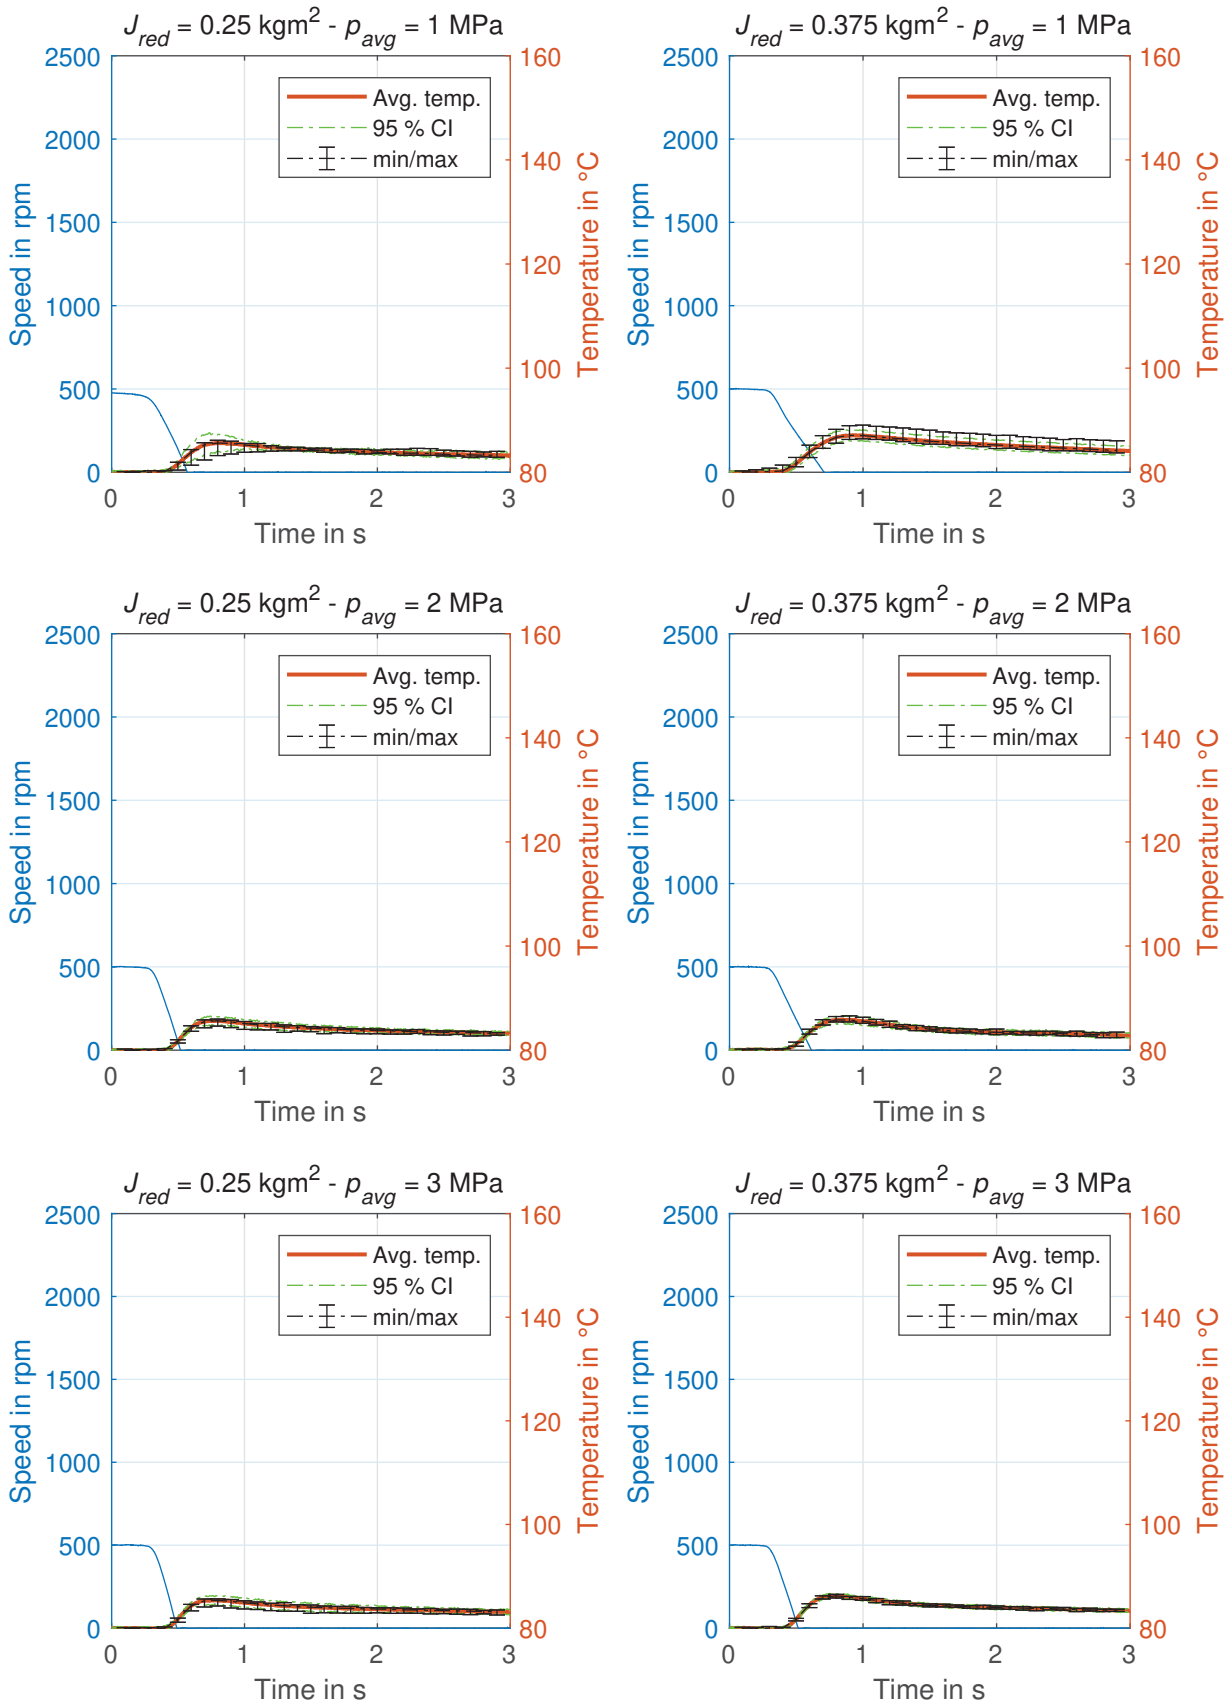 J_red = 0.25 kgm² - p_avg = 1 MPa
2500
2000
1500
1000
500
0
Speed in rpm
160
140
120
100
80
Temperature in °C
Avg. temp.
95 % CI
min/max
0 1 2 3
Time in s
J_red = 0.375 kgm² - p_avg = 1 MPa
2500
2000
1500
1000
500
0
Speed in rpm
160
140
120
100
80
Temperature in °C
Avg. temp.
95 % CI
min/max
0 1 2 3
Time in s
J_red = 0.25 kgm² - p_avg = 2 MPa
2500
2000
1500
1000
500
0
Speed in rpm
160
140
120
100
80
Temperature in °C
Avg. temp.
95 % CI
min/max
0 1 2 3
Time in s
J_red = 0.375 kgm² - p_avg = 2 MPa
2500
2000
1500
1000
500
0
Speed in rpm
160
140
120
100
80
Temperature in °C
Avg. temp.
95 % CI
min/max
0 1 2 3
Time in s
J_red = 0.25 kgm² - p_avg = 3 MPa
2500
2000
1500
1000
500
0
Speed in rpm
160
140
120
100
80
Temperature in °C
Avg. temp.
95 % CI
min/max
0 1 2 3
Time in s
J_red = 0.375 kgm² - p_avg = 3 MPa
2500
2000
1500
1000
500
0
Speed in rpm
160
140
120
100
80
Temperature in °C
Avg. temp.
95 % CI
min/max
0 1 2 3
Time in s